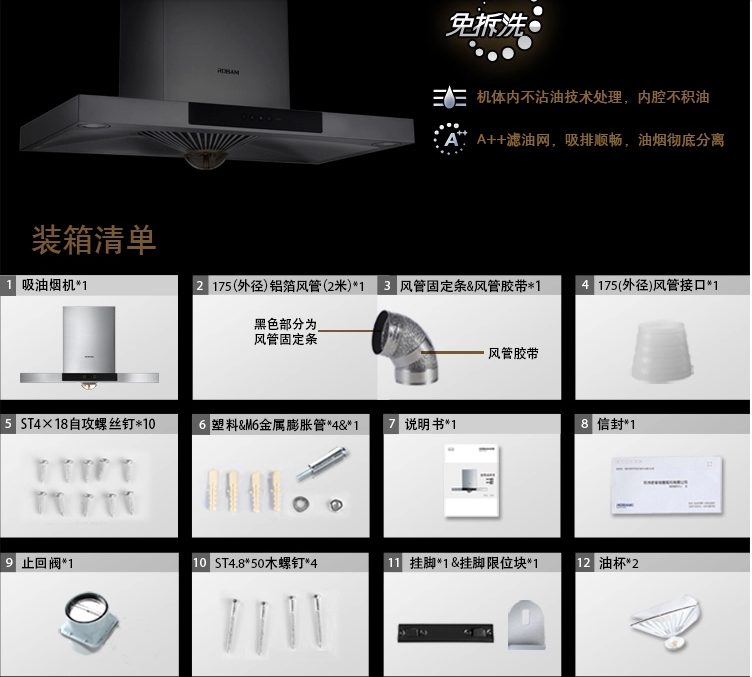 免拆洗
ROBAM
机体内不沾油技术处理，内腔不积油
A++
A++滤油网，吸排顺畅，油烟彻底分离
装箱清单
1 吸油烟机*1
2 175(外径)铝箔风管(2米)*1
3 风管固定条&风管胶带*1
4 175(外径)风管接口*1
黑色部分为
风管固定条
风管胶带
5 ST4×18自攻螺丝钉*10
6 塑料&M6金属膨胀管*4&*1
7 说明书*1
8 信封*1
9 止回阀*1
10 ST4.8*50木螺钉*4
11 挂脚*1&挂脚限位块*1
12 油杯*2